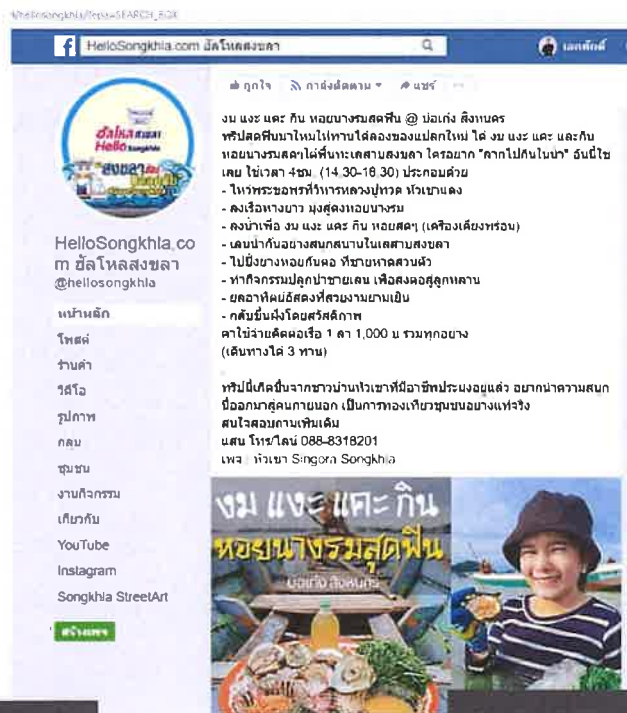 HelloSongkhla.com ฮัลโหลสงขลา
ถูกใจ
กำลังติดตาม
แชร์
งม แงะ แคะ กิน หอยนางรมสดฟิน @ บ่อเก๋ง สิงหนคร
ทริปสุดฟินมาใหม่ให้ท่านได้ลองของแปลกใหม่ ได้ งม แงะ แคะ และกิน
หอยนางรมสดๆได้พื้นทะเลสาบสงขลา ใครอยาก "ลากไปกินในน้ำ" อันนี้ใช่
เลย ใช้เวลา 4ชม. (14.30-18.30) ประกอบด้วย
- ไหว้พระขอพรที่วิหารหลวงปู่ทวด หัวเขาแดง
- ลงเรือหางยาว มุ่งสู่ดงหอยนางรม
- ลงน้ำเพื่อ งม แงะ แคะ กิน หอยสดๆ (เครื่องเคียงพร้อม)
- เล่นน้ำกันอย่างสนุกสนานในเลสาบสงขลา
- ไปปิ้งย่างหอยกันต่อ ที่ชายหาดส่วนตัว
- ทำกิจกรรมปลูกป่าชายเลน เพื่อส่งต่อสู่ลูกหลาน
- ยลอาทิตย์อัสดงที่สวยงามยามเย็น
- กลับขึ้นฝั่งโดยสวัสดิภาพ
ค่าใช้จ่ายคิดต่อเรือ 1 ลำ 1,000 บ รวมทุกอย่าง
(เดินทางได้ 3 ท่าน)
ทริปนี้เกิดขึ้นจากชาวบ้านหัวเขาที่มีอาชีพประมงอยู่แล้ว อยากนำความสนุก
นี้ออกมาสู่คนภายนอก เป็นการท่องเที่ยวชุมชนอย่างแท้จริง
สนใจสอบถามเพิ่มเติม
แสน โทร/ไลน์ 088-8318201
เพจ หัวเขา Singora Songkhla
ฮัลโหลสงขลา
Hello Songkhla
HelloSongkhla.co
m ฮัลโหลสงขลา
@hellosongkhla
หน้าหลัก
โพสต์
ร้านค้า
วิดีโอ
รูปภาพ
กลุ่ม
ชุมชน
งานกิจกรรม
เกี่ยวกับ
YouTube
Instagram
Songkhla StreetArt
สร้างเพจ
งม แงะ แคะ กิน
หอยนางรมสุดฟิน
บ่อเก๋ง สิงหนคร